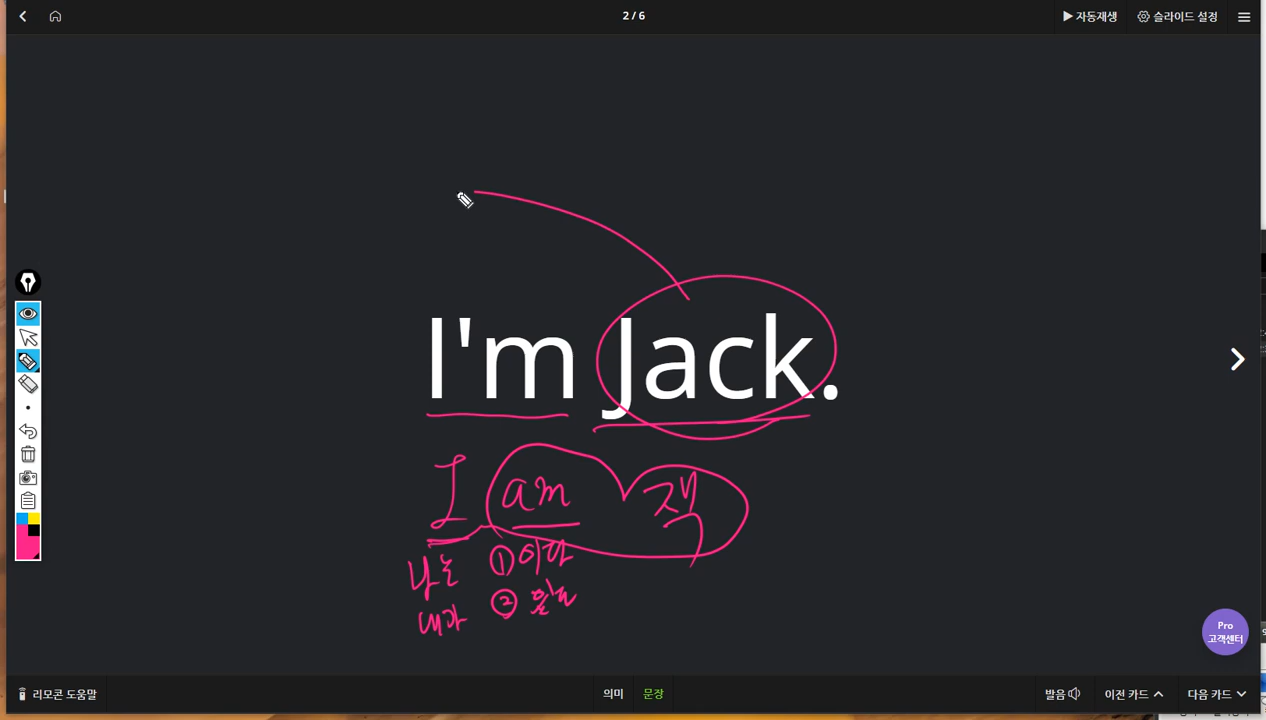 2 / 6
자동재생
슬라이드 설정
I'm Jack.
I am 잭
나는 ①이다
내가 ②
Pro
고객센터
리모콘 도움말
의미
문장
발음
이전 카드
다음 카드